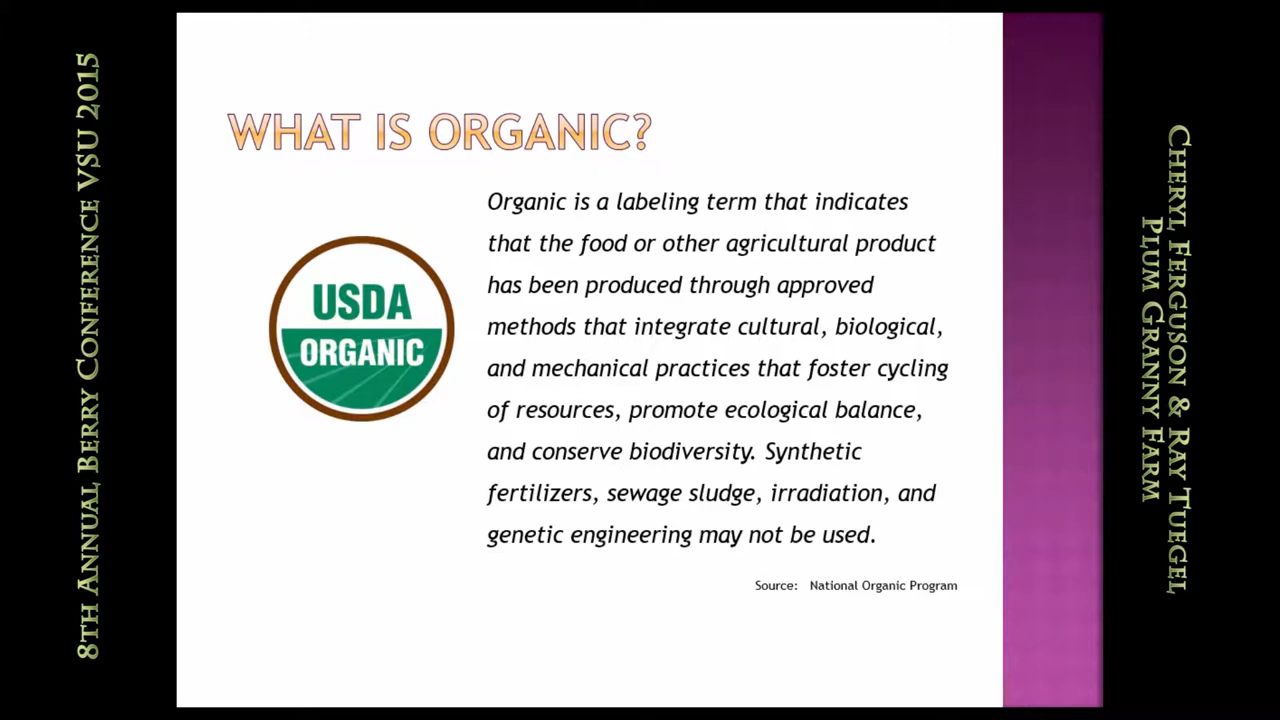 8TH ANNUAL BERRY CONFERENCE VSU 2015
WHAT IS ORGANIC?
USDA
ORGANIC
Organic is a labeling term that indicates
that the food or other agricultural product
has been produced through approved
methods that integrate cultural, biological,
and mechanical practices that foster cycling
of resources, promote ecological balance,
and conserve biodiversity. Synthetic
fertilizers, sewage sludge, irradiation, and
genetic engineering may not be used.
Source: National Organic Program
CHERYL FERGUSON & RAY TUEGEL
PLUM GRANNY FARM